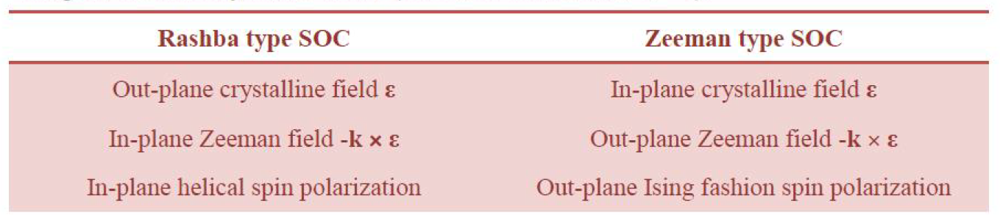 Rashba type SOC Zeeman type SOC
Out-plane crystalline field ε In-plane crystalline field ε
In-plane Zeeman field -k × ε Out-plane Zeeman field -k × ε
In-plane helical spin polarization Out-plane Ising fashion spin polarization